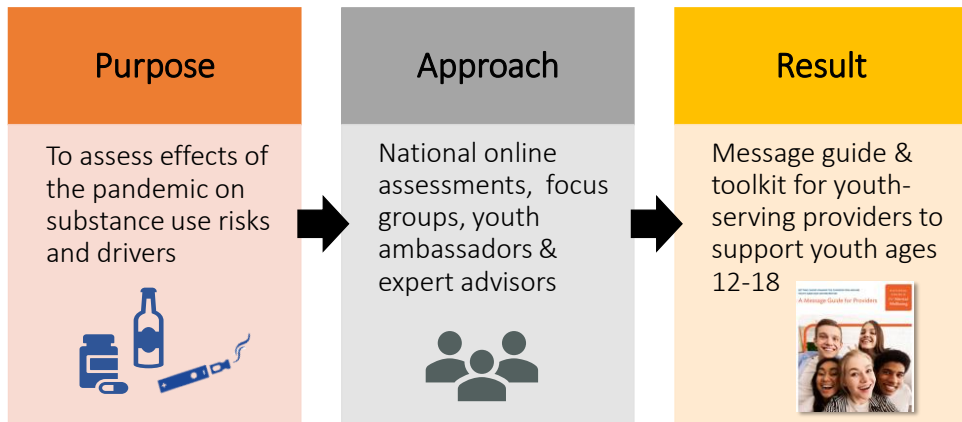 Purpose
To assess effects of
the pandemic on
substance use risks
and drivers
Approach
National online
assessments, focus
groups, youth
ambassadors &
expert advisors
Result
Message guide &
toolkit for youth-
serving providers to
support youth ages
12-18
A Message Guide for Providers